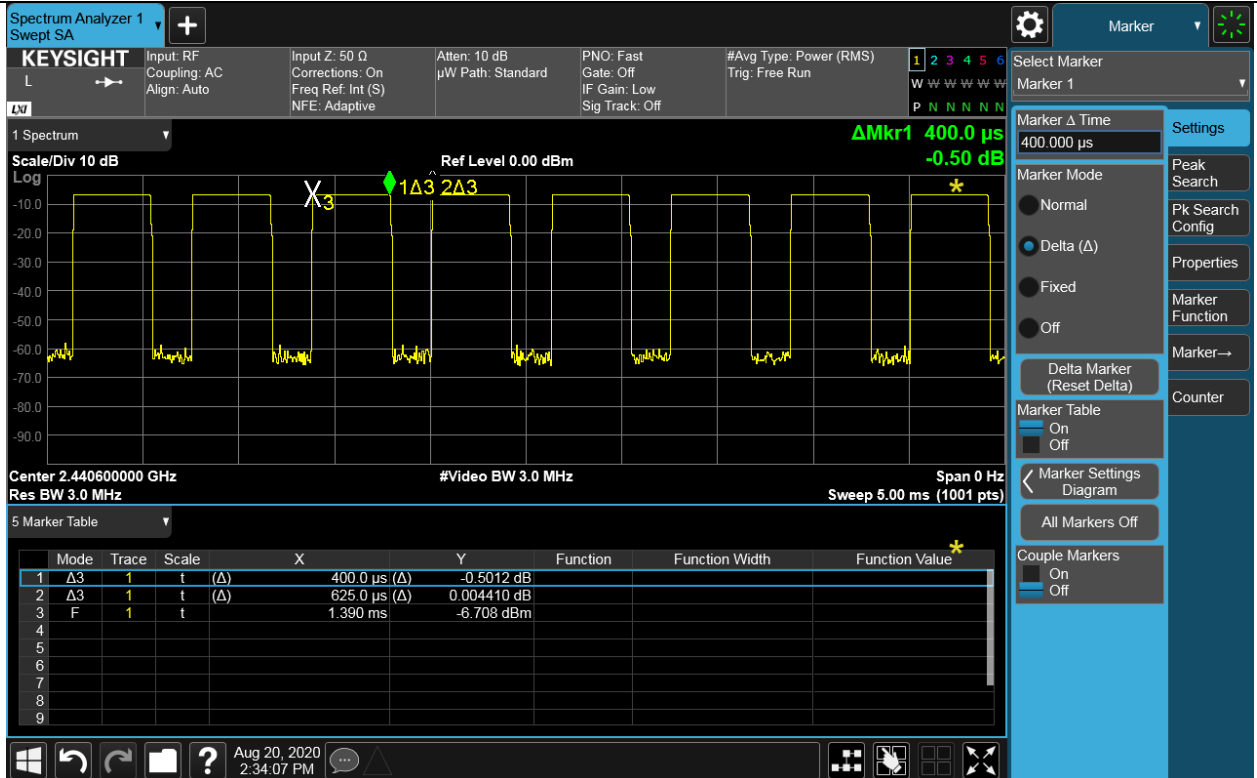 Spectrum Analyzer 1
Swept SA
Marker
KEYSIGHT
L
LXI
Input: RF
Coupling: AC
Align: Auto
Input Z: 50 Ω
Corrections: On
Freq Ref: Int (S)
NFE: Adaptive
Atten: 10 dB
µW Path: Standard
PNO: Fast
Gate: Off
IF Gain: Low
Sig Track: Off
#Avg Type: Power (RMS)
Trig: Free Run
1 2 3 4 5 6
W W W W W W
P N N N N N
Select Marker
Marker 1
1 Spectrum
ΔMkr1 400.0 µs
-0.50 dB
Scale/Div 10 dB
Ref Level 0.00 dBm
Log
-10.0
-20.0
-30.0
-40.0
-50.0
-60.0
-70.0
-80.0
-90.0
X3
1Δ3 2Δ3
*
Center 2.440600000 GHz
#Video BW 3.0 MHz
Span 0 Hz
Res BW 3.0 MHz
Sweep 5.00 ms (1001 pts)
5 Marker Table
*
Mode Trace Scale X Y Function Function Width Function Value
1 Δ3 1 t (Δ) 400.0 µs (Δ) -0.5012 dB
2 Δ3 1 t (Δ) 625.0 µs (Δ) 0.004410 dB
3 F 1 t 1.390 ms -6.708 dBm
4
5
6
7
8
9
Marker Δ Time
400.000 µs
Marker Mode
Normal
Delta (Δ)
Fixed
Off
Delta Marker
(Reset Delta)
Marker Table
On
Off
Marker Settings
Diagram
All Markers Off
Couple Markers
On
Off
Settings
Peak
Search
Pk Search
Config
Properties
Marker
Function
Marker→
Counter
?
Aug 20, 2020
2:34:07 PM